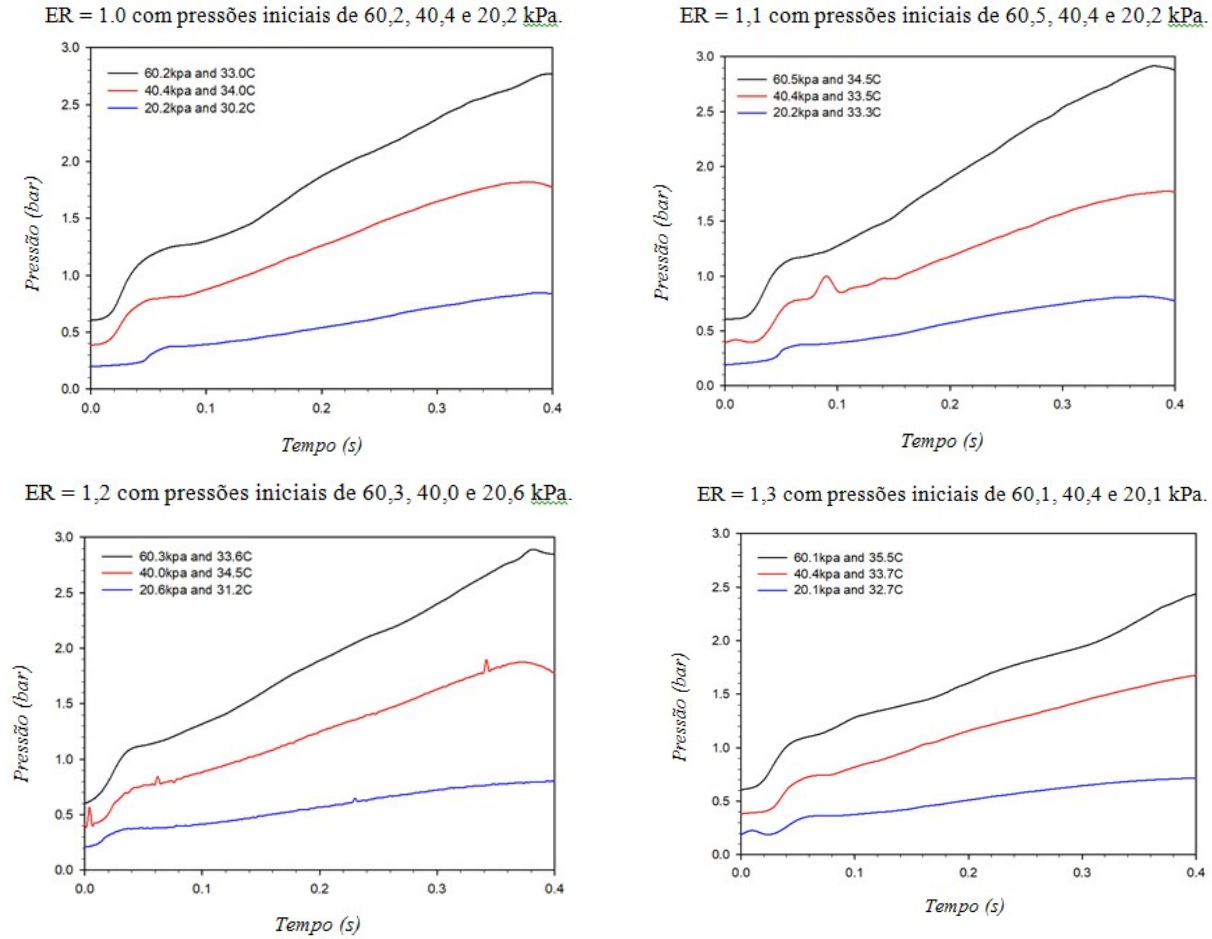 ER = 1.0 com pressões iniciais de 60,2, 40,4 e 20,2 kPa.
3.0
2.5
2.0
1.5
1.0
0.5
0.0
60.2kpa and 33.0C
40.4kpa and 34.0C
20.2kpa and 30.2C
Pressão (bar)
0.0 0.1 0.2 0.3 0.4
Tempo (s)
ER = 1,1 com pressões iniciais de 60,5, 40,4 e 20,2 kPa.
3.0
2.5
2.0
1.5
1.0
0.5
0.0
60.5kpa and 34.5C
40.4kpa and 33.5C
20.2kpa and 33.3C
Pressão (bar)
0.0 0.1 0.2 0.3 0.4
Tempo (s)
ER = 1,2 com pressões iniciais de 60,3, 40,0 e 20,6 kPa.
3.0
2.5
2.0
1.5
1.0
0.5
0.0
60.3kpa and 33.6C
40.0kpa and 34.5C
20.6kpa and 31.2C
Pressão (bar)
0.0 0.1 0.2 0.3 0.4
Tempo (s)
ER = 1,3 com pressões iniciais de 60,1, 40,4 e 20,1 kPa.
3.0
2.5
2.0
1.5
1.0
0.5
0.0
60.1kpa and 35.5C
40.4kpa and 33.7C
20.1kpa and 32.7C
Pressão (bar)
0.0 0.1 0.2 0.3 0.4
Tempo (s)